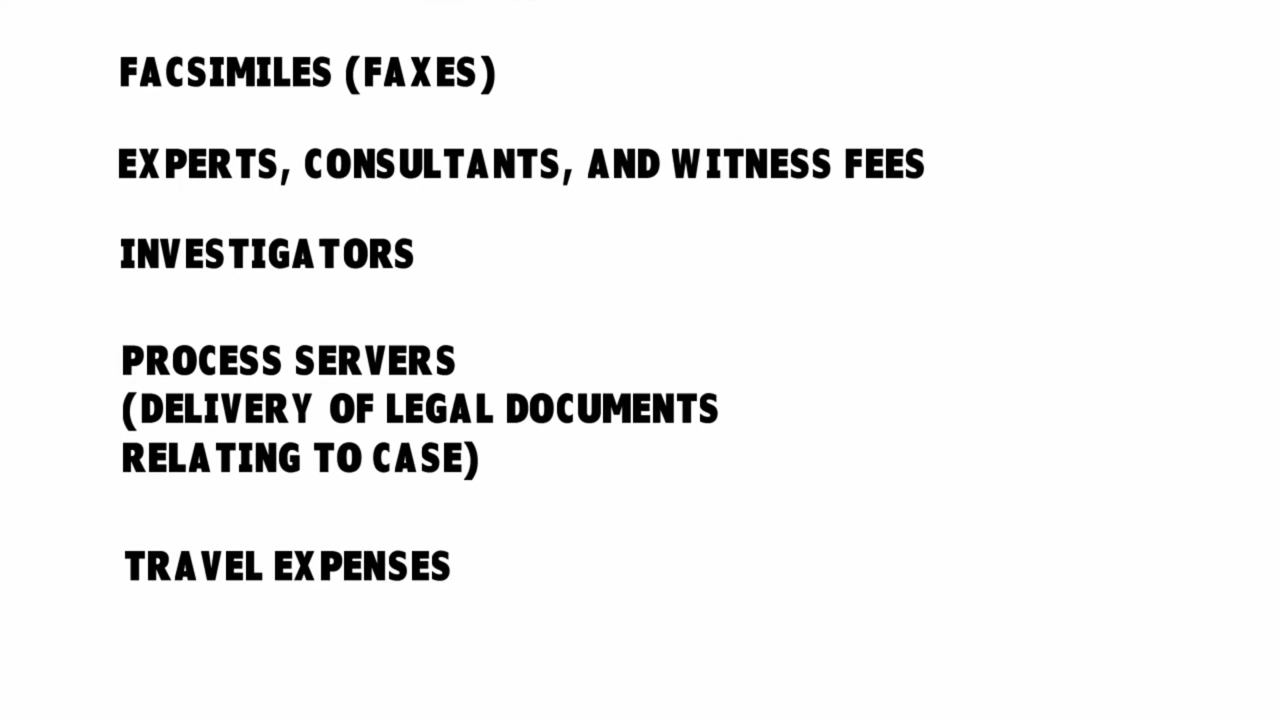 FACSIMILES (FAXES)
EXPERTS, CONSULTANTS, AND WITNESS FEES
INVESTIGATORS
PROCESS SERVERS
(DELIVERY OF LEGAL DOCUMENTS
RELATING TO CASE)
TRAVEL EXPENSES